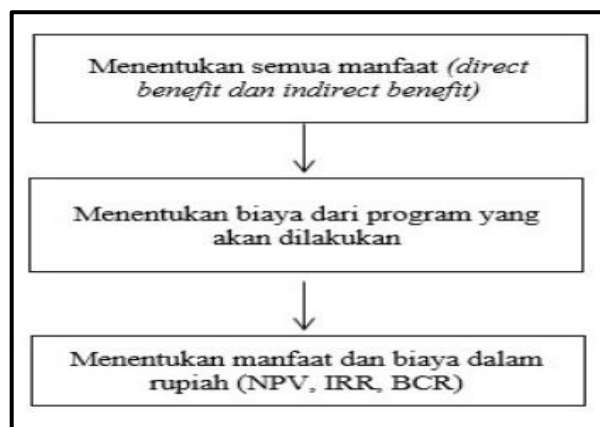 Menentukan semua manfaat (direct
benefit dan indirect benefit)
Menentukan biaya dari program yang
akan dilakukan
Menentukan manfaat dan biaya dalam
rupiah (NPV, IRR, BCR)